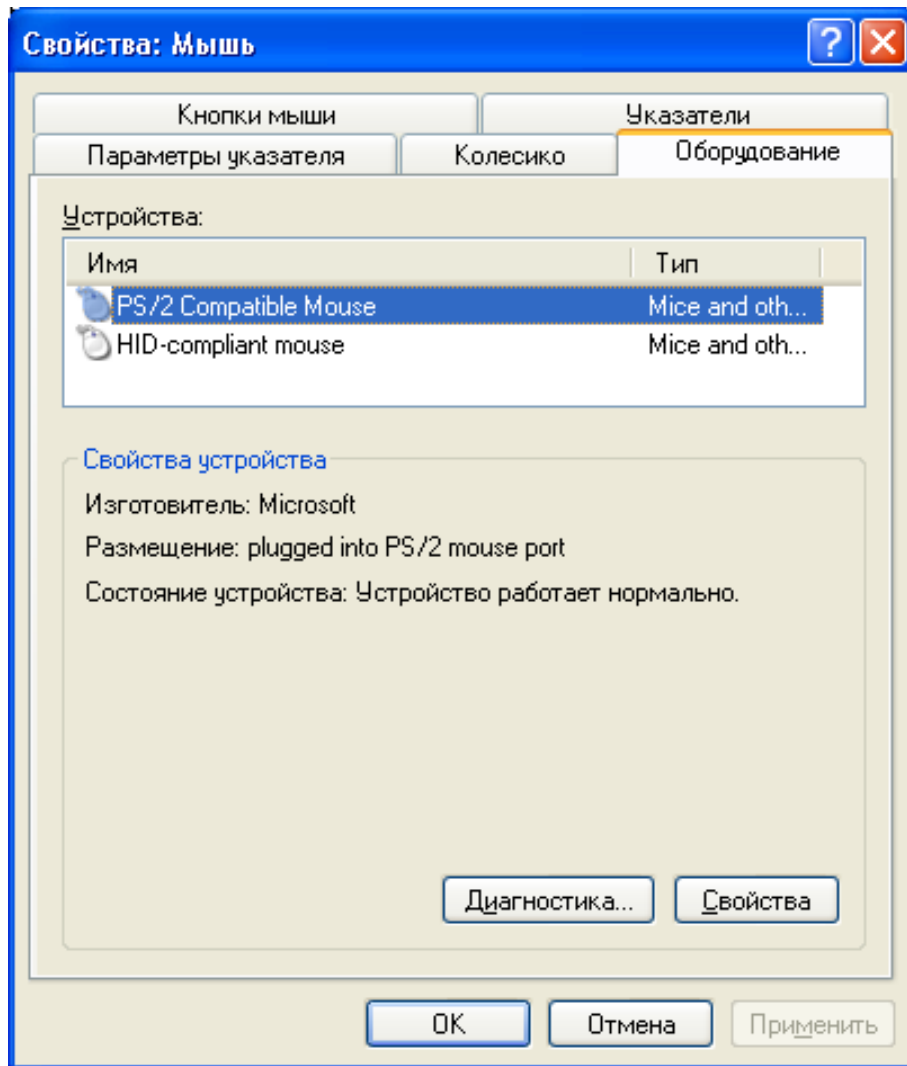 Свойства: Мышь
Кнопки мыши Указатели
Параметры указателя Колесико Оборудование
Устройства:
Имя Тип
PS/2 Compatible Mouse Mice and oth...
HID-compliant mouse Mice and oth...
Свойства устройства
Изготовитель: Microsoft
Размещение: plugged into PS/2 mouse port
Состояние устройства: Устройство работает нормально.
Диагностика... Свойства
OK Отмена Применить